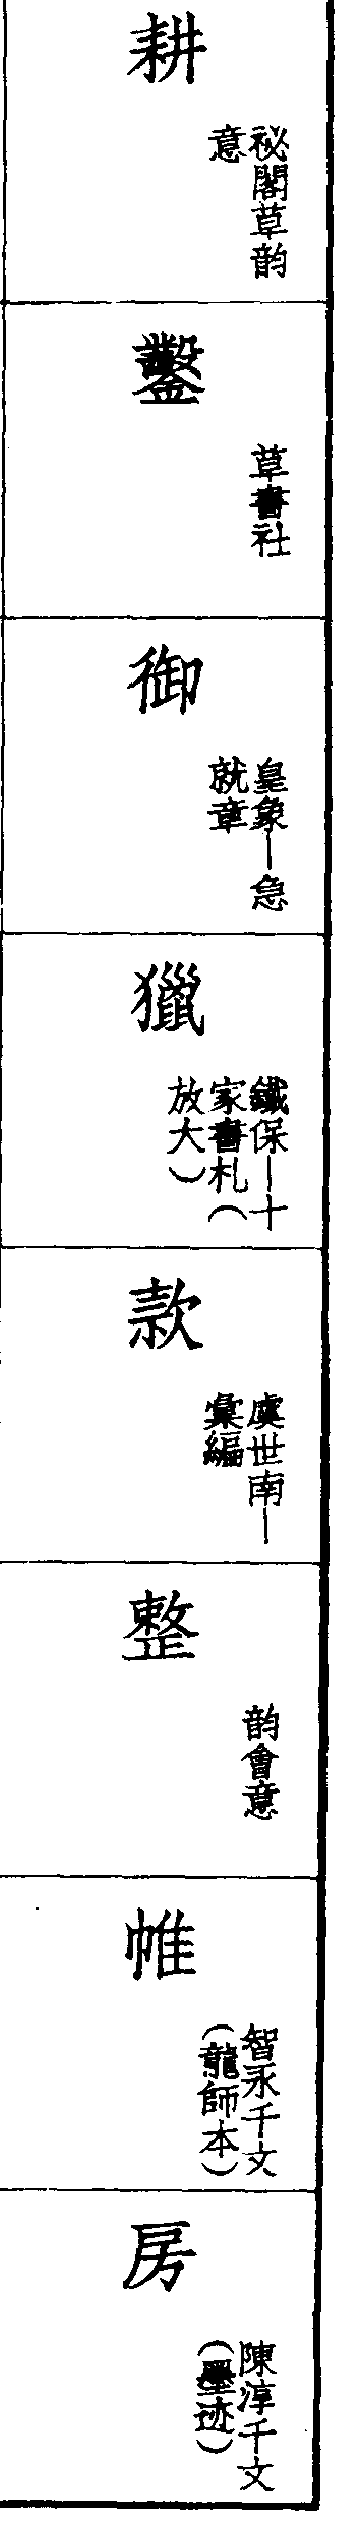 耕
祕閣草韵
意
鑿
草書社
御
皇象—急
就章
獵
鐵保—十
家書札（
放大）
款
虞世南—
彙編
整
韵會意
帷
智永千文
（龍師本）
房
陳淳千文
（墨迹）